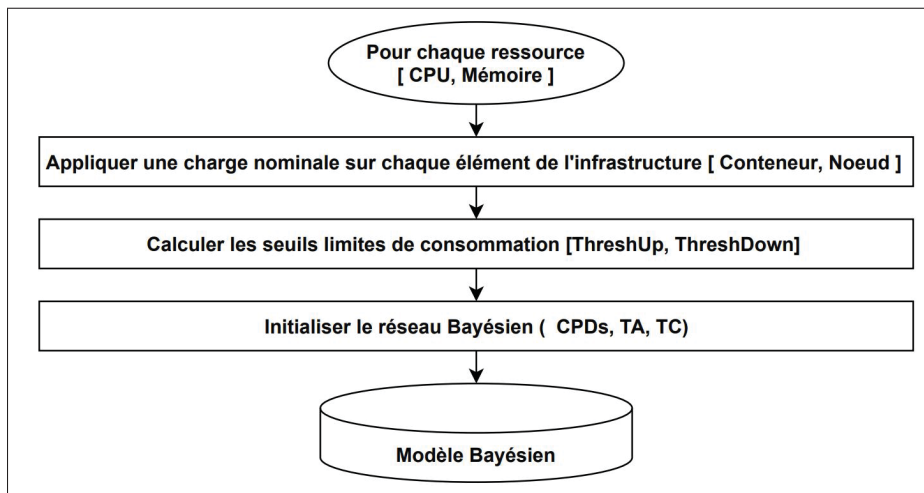 Pour chaque ressource
[ CPU, Mémoire ]
Appliquer une charge nominale sur chaque élément de l'infrastructure [ Conteneur, Noeud ]
Calculer les seuils limites de consommation [ThreshUp, ThreshDown]
Initialiser le réseau Bayésien ( CPDs, TA, TC)
Modèle Bayésien